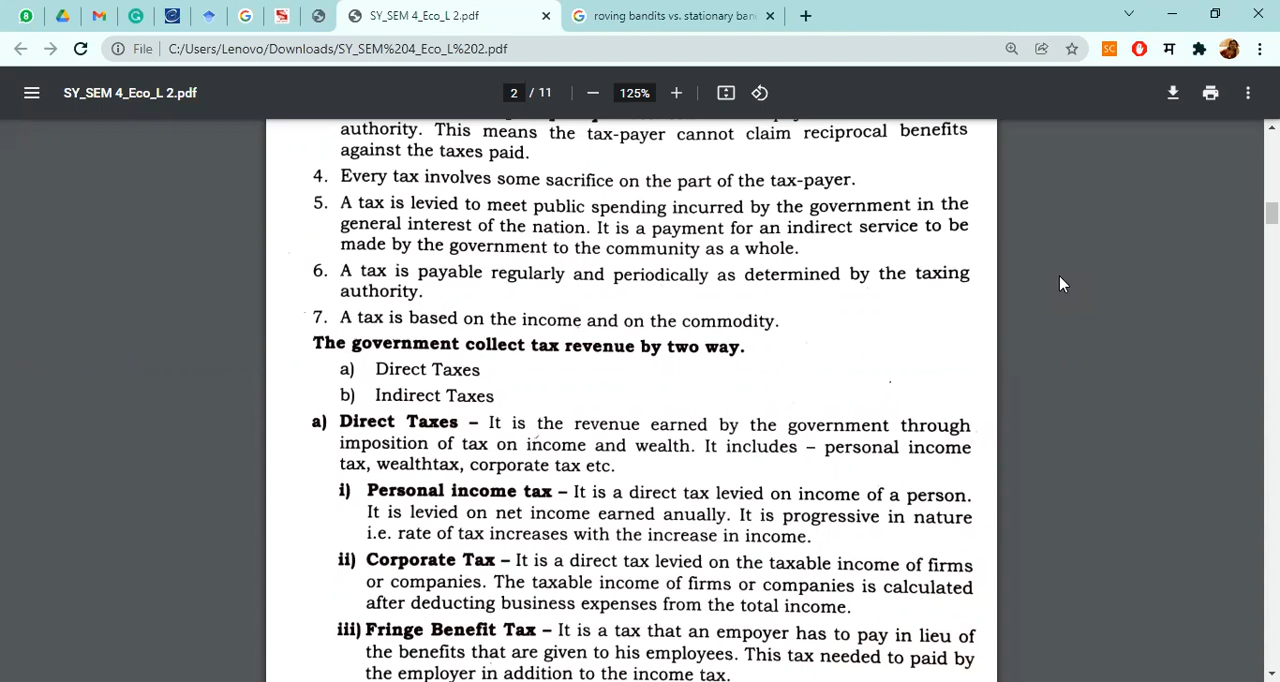 SY_SEM 4_Eco_L 2.pdf
roving bandits vs. stationary ban
File C:/Users/Lenovo/Downloads/SY_SEM%204_Eco_L%202.pdf
SC म
SY_SEM 4_Eco_L 2.pdf
2 / 11
125%
authority. This means the tax-payer cannot claim reciprocal benefits
against the taxes paid.
4. Every tax involves some sacrifice on the part of the tax-payer.
5. A tax is levied to meet public spending incurred by the government in the
general interest of the nation. It is a payment for an indirect service to be
made by the government to the community as a whole.
6. A tax is payable regularly and periodically as determined by the taxing
authority.
7. A tax is based on the income and on the commodity.
The government collect tax revenue by two way.
a) Direct Taxes
b) Indirect Taxes
a) Direct Taxes – It is the revenue earned by the government through
imposition of tax on income and wealth. It includes – personal income
tax, wealthtax, corporate tax etc.
i) Personal income tax – It is a direct tax levied on income of a person.
It is levied on net income earned anually. It is progressive in nature
i.e. rate of tax increases with the increase in income.
ii) Corporate Tax – It is a direct tax levied on the taxable income of firms
or companies. The taxable income of firms or companies is calculated
after deducting business expenses from the total income.
iii) Fringe Benefit Tax – It is a tax that an empoyer has to pay in lieu of
the benefits that are given to his employees. This tax needed to paid by
the employer in addition to the income tax.